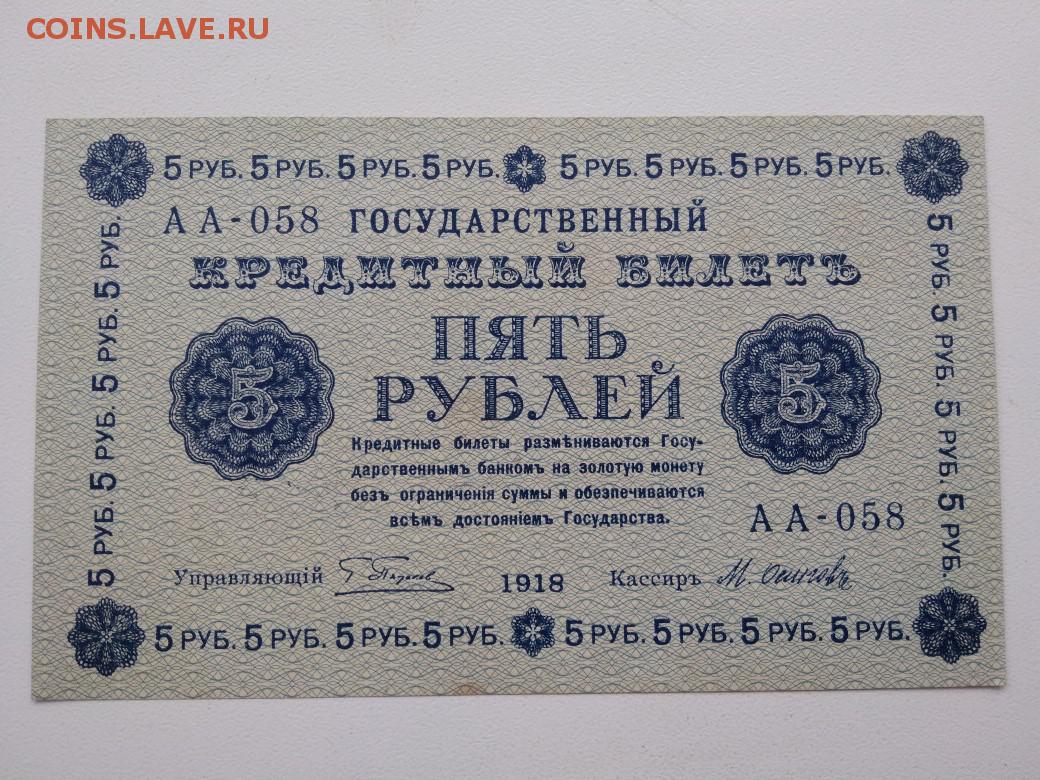 COINS.LAVE.RU
5 РУБ. 5 РУБ. 5 РУБ. 5 РУБ. 5 РУБ. 5 РУБ. 5 РУБ. 5 РУБ.
АА-058 ГОСУДАРСТВЕННЫЙ
КРЕДИТНЫЙ БИЛЕТЪ
ПЯТЬ
РУБЛЕЙ
5
5
Кредитные билеты размѣниваются Госу-
дарственнымъ банкомъ на золотую монету
безъ ограниченія суммы и обезпечиваются
всѣмъ достояніемъ Государства.
АА-058
Управляющій
1918
Кассиръ
5 РУБ. 5 РУБ. 5 РУБ. 5 РУБ. 5 РУБ. 5 РУБ. 5 РУБ. 5 РУБ.
5 РУБ. 5 РУБ. 5 РУБ. 5 РУБ.
5 РУБ. 5 РУБ. 5 РУБ. 5 РУБ.